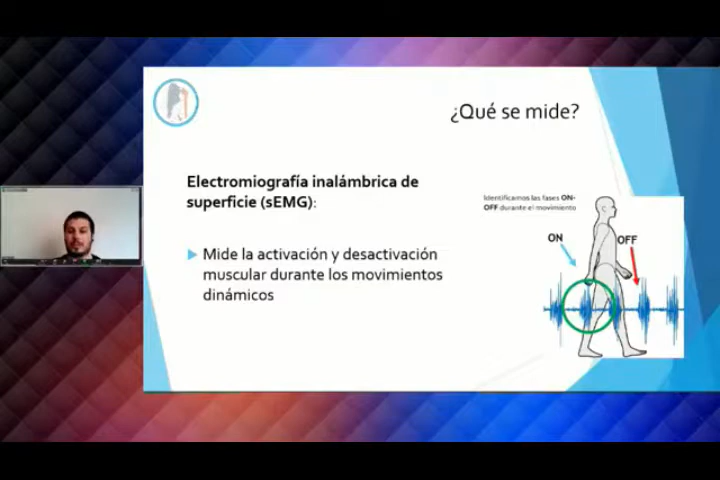 ¿Qué se mide?
Electromiografía inalámbrica de
superficie (sEMG):
Mide la activación y desactivación
muscular durante los movimientos
dinámicos
Identificamos las fases ON-
OFF durante el movimiento
ON
OFF